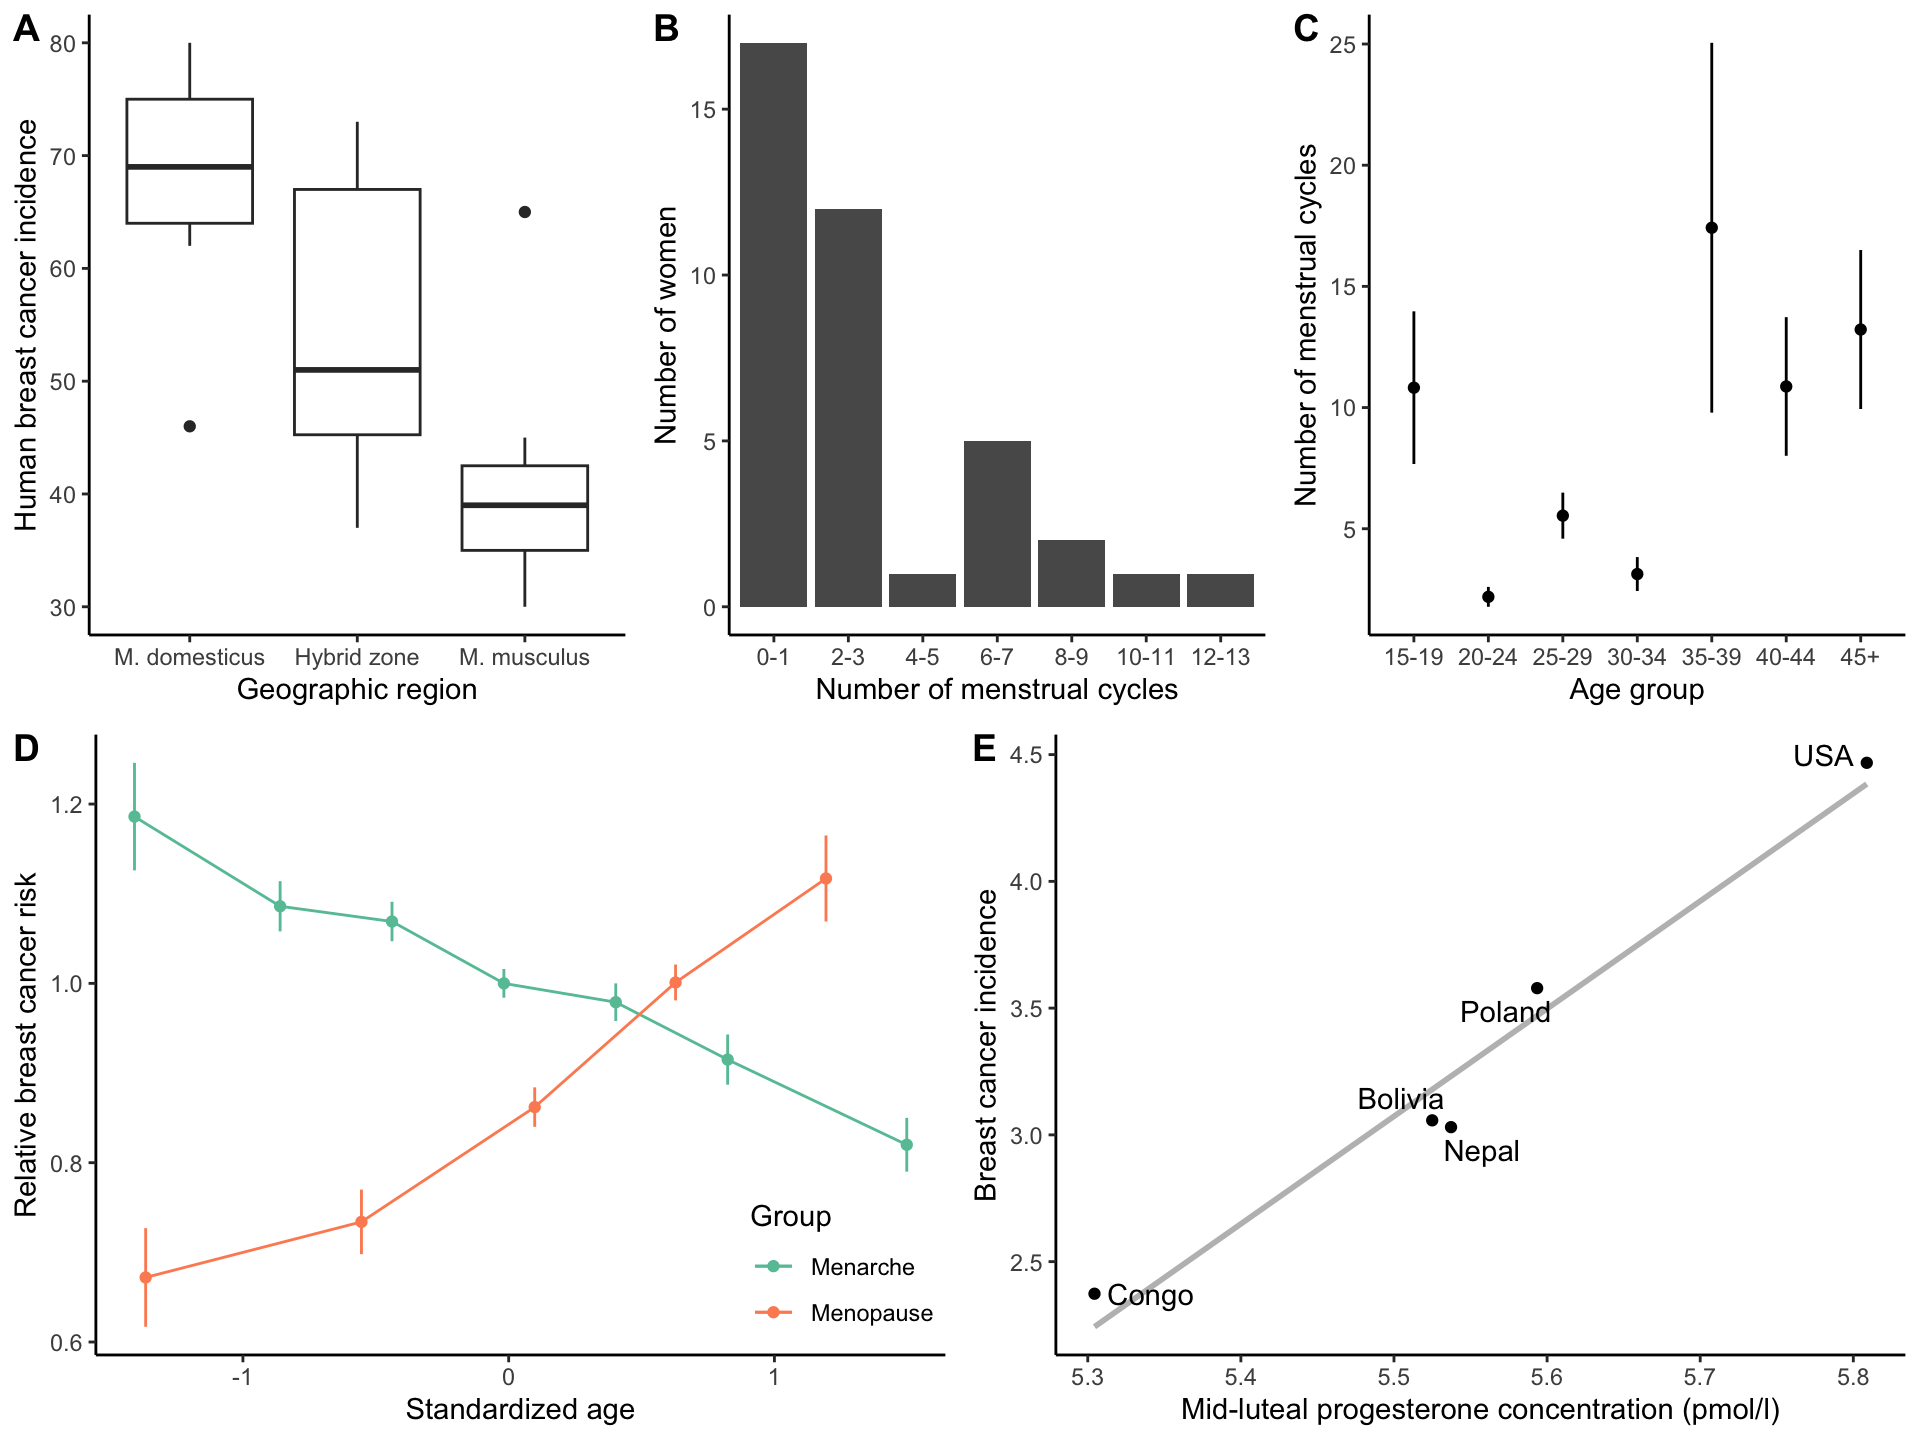 A
80
70
60
50
40
30
Human breast cancer incidence
M. domesticus Hybrid zone M. musculus
Geographic region
B
15
10
5
0
Number of women
0-1 2-3 4-5 6-7 8-9 10-11 12-13
Number of menstrual cycles
C
25
20
15
10
5
Number of menstrual cycles
15-19 20-24 25-29 30-34 35-39 40-44 45+
Age group
D
1.2
1.0
0.8
0.6
Relative breast cancer risk
Group
Menarche
Menopause
-1 0 1
Standardized age
E
4.5
4.0
3.5
3.0
2.5
Breast cancer incidence
USA
Poland
Bolivia
Nepal
Congo
5.3 5.4 5.5 5.6 5.7 5.8
Mid-luteal progesterone concentration (pmol/l)